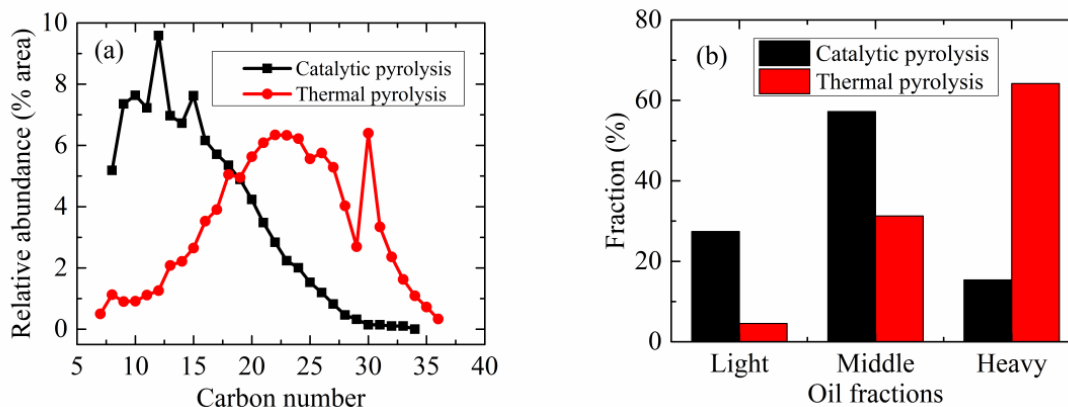 (a)
Catalytic pyrolysis
Thermal pyrolysis
Relative abundance (% area)
10
8
6
4
2
0
5 10 15 20 25 30 35 40
Carbon number
(b)
Catalytic pyrolysis
Thermal pyrolysis
Fraction (%)
80
60
40
20
0
Light Middle Heavy
Oil fractions